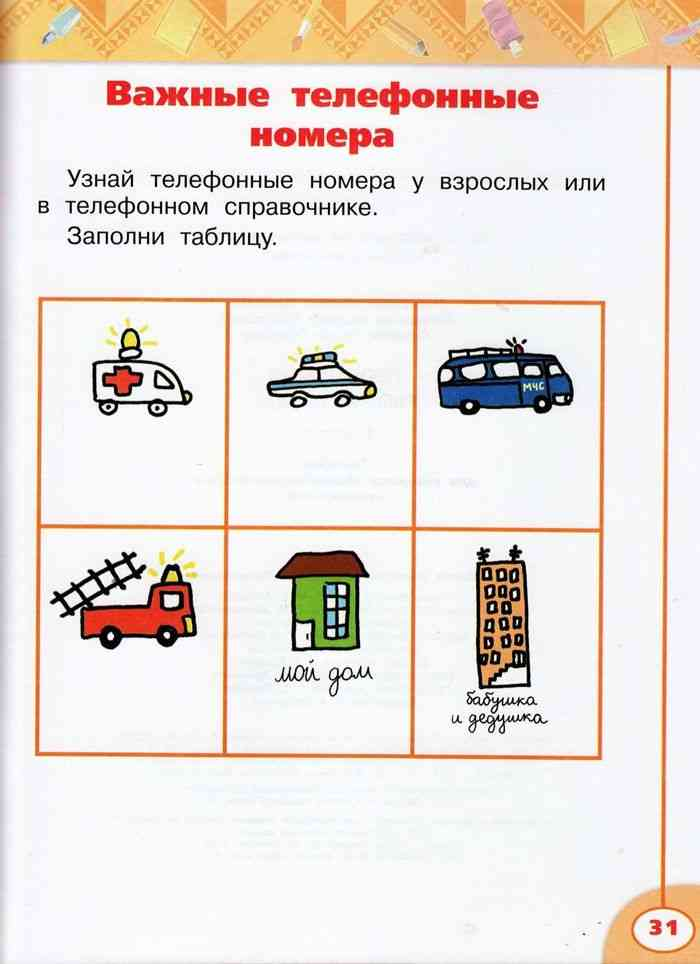 Важные телефонные
номера
Узнай телефонные номера у взрослых или
в телефонном справочнике.
Заполни таблицу.
МЧС
мой дом
бабушка
и дедушка
31